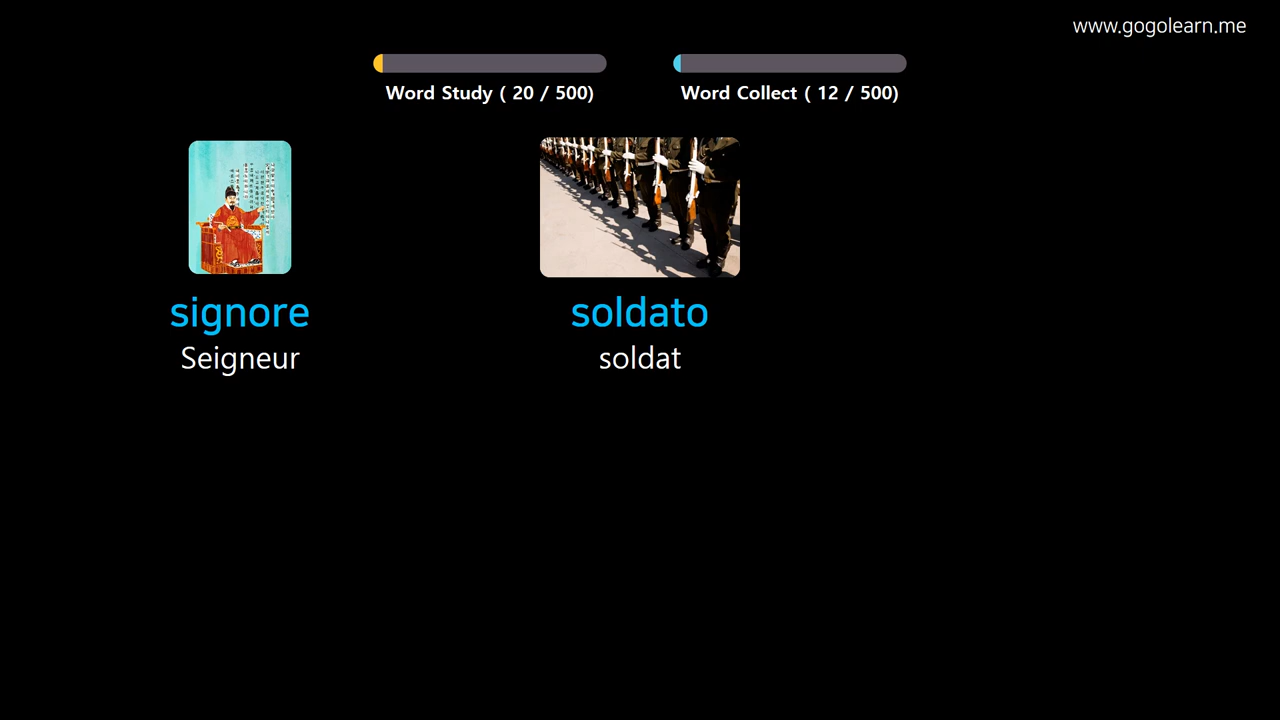 www.gogolearn.me
Word Study ( 20 / 500)
Word Collect ( 12 / 500)
signore
soldato
Seigneur
soldat